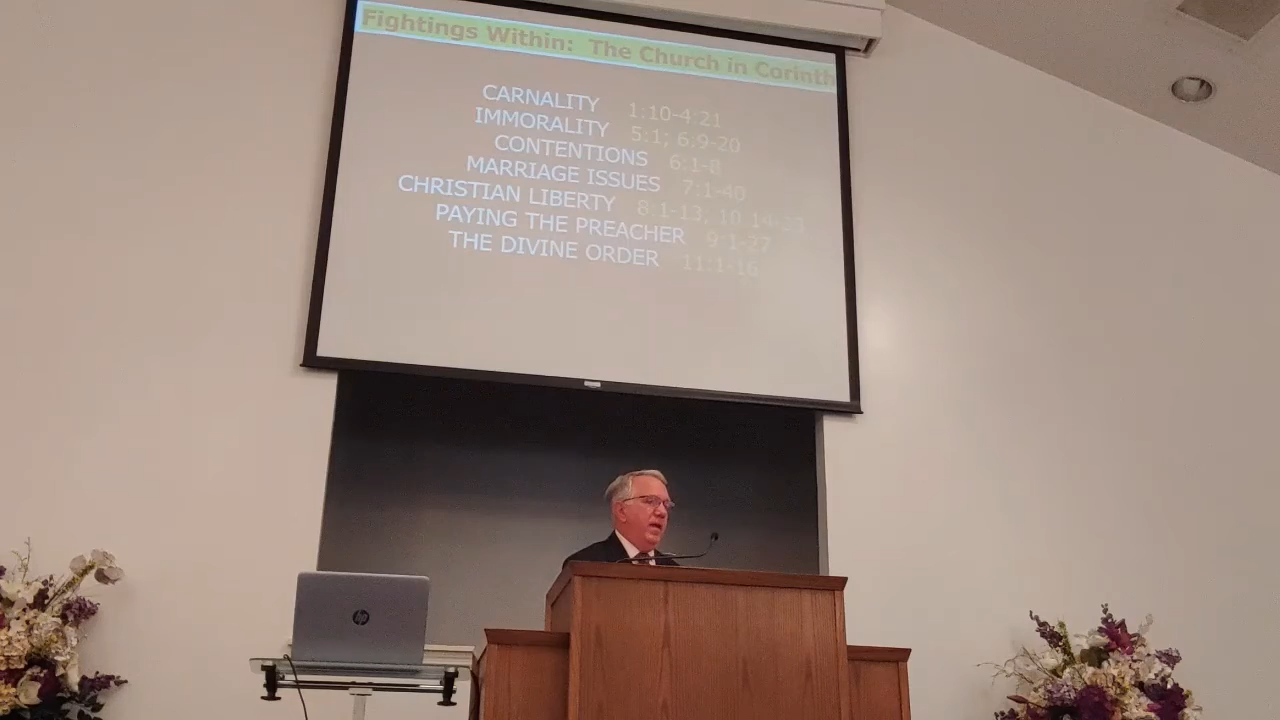 Fightings Within: The Church in Corinth
CARNALITY 1:10-4:21
IMMORALITY 5:1; 6:9-20
CONTENTIONS 6:1-8
MARRIAGE ISSUES 7:1-40
CHRISTIAN LIBERTY 8:1-13; 10:14-33
PAYING THE PREACHER 9:1-27
THE DIVINE ORDER 11:1-16
hp